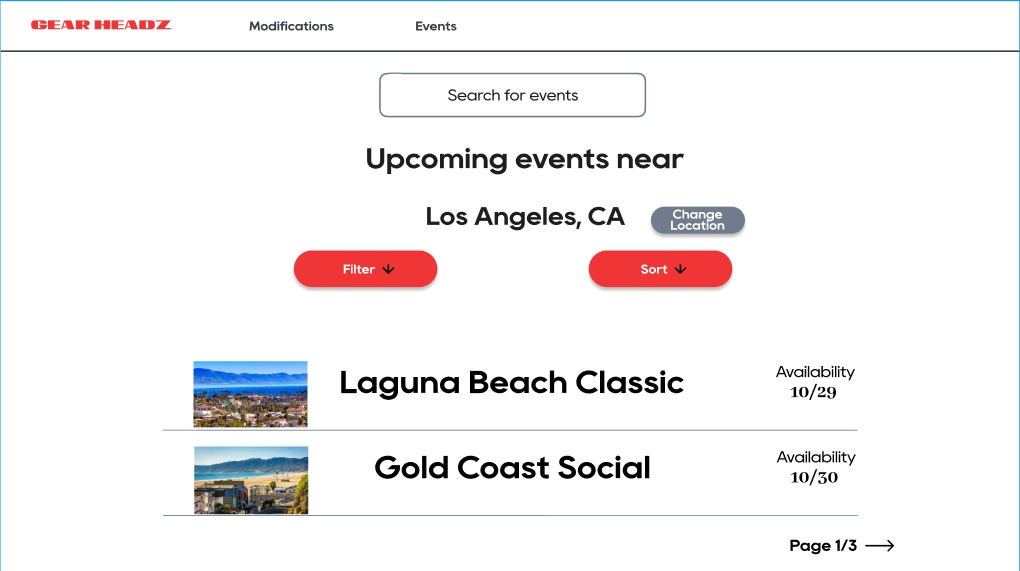 GEAR HEADZ
Modifications
Events
Search for events
Upcoming events near
Los Angeles, CA
Change
Location
Filter
Sort
Laguna Beach Classic
Availability
10/29
Gold Coast Social
Availability
10/30
Page 1/3